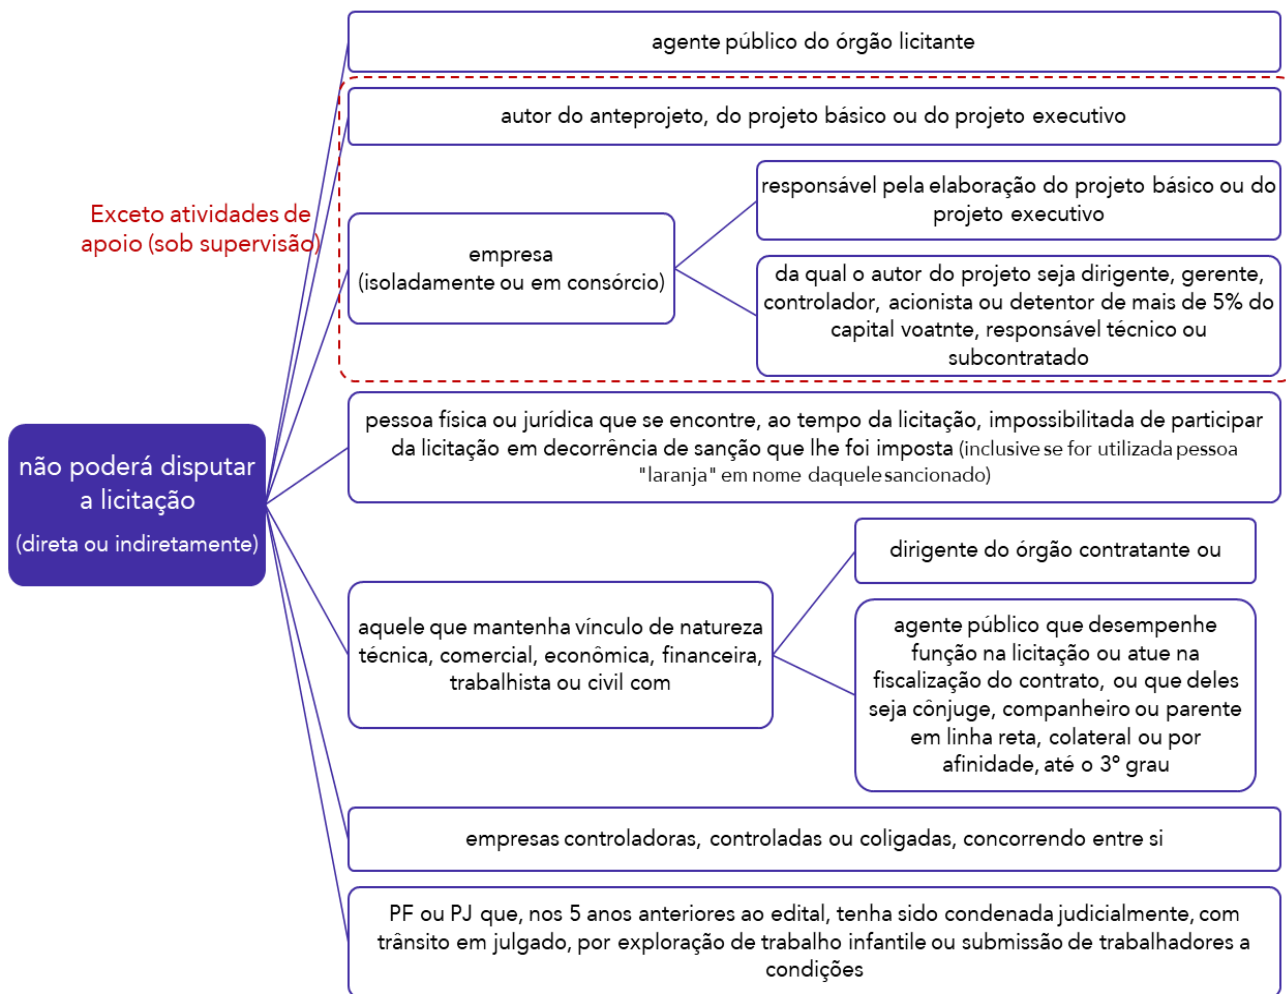 agente público do órgão licitante
autor do anteprojeto, do projeto básico ou do projeto executivo
Exceto atividades de
apoio (sob supervisão)
empresa
(isoladamente ou em consórcio)
responsável pela elaboração do projeto básico ou do
projeto executivo
da qual o autor do projeto seja dirigente, gerente,
controlador, acionista ou detentor de mais de 5% do
capital voatnte, responsável técnico ou
subcontratado
não poderá disputar
a licitação
(direta ou indiretamente)
pessoa física ou jurídica que se encontre, ao tempo da licitação, impossibilitada de participar
da licitação em decorrência de sanção que lhe foi imposta (inclusive se for utilizada pessoa
"laranja" em nome daquele sancionado)
aquele que mantenha vínculo de natureza
técnica, comercial, econômica, financeira,
trabalhista ou civil com
dirigente do órgão contratante ou
agente público que desempenhe
função na licitação ou atue na
fiscalização do contrato, ou que deles
seja cônjuge, companheiro ou parente
em linha reta, colateral ou por
afinidade, até o 3º grau
empresas controladoras, controladas ou coligadas, concorrendo entre si
PF ou PJ que, nos 5 anos anteriores ao edital, tenha sido condenada judicialmente, com
trânsito em julgado, por exploração de trabalho infantile ou submissão de trabalhadores a
condições